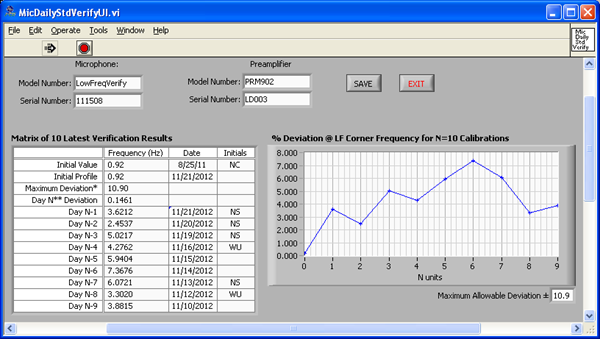 MicDailyStdVerifyUI.vi
File Edit Operate Tools Window Help
Mic
Daily
Std
Verify
Microphone: Preamplifier
Model Number: LowFreqVerify Model Number: PRM902 SAVE EXIT
Serial Number: 111508 Serial Number: LD003
Matrix of 10 Latest Verification Results
Frequency (Hz) Date Initials
Initial Value 0.92 8/25/11 NC
Initial Profile 0.92 11/21/2012
Maximum Deviation* 10.90
Day N** Deviation 0.1461
Day N-1 3.6212 11/21/2012 NS
Day N-2 2.4537 11/20/2012 NS
Day N-3 5.0217 11/19/2012 NS
Day N-4 4.2762 11/16/2012 WU
Day N-5 5.9404 11/15/2012
Day N-6 7.3676 11/14/2012
Day N-7 6.0721 11/13/2012 NS
Day N-8 3.3020 11/12/2012 WU
Day N-9 3.8815 11/10/2012
% Deviation @ LF Corner Frequency for N=10 Calibrations
8.000
7.000
6.000
5.000
4.000
3.000
2.000
1.000
0.000
0 1 2 3 4 5 6 7 8 9
N units
Maximum Allowable Deviation ± 10.9